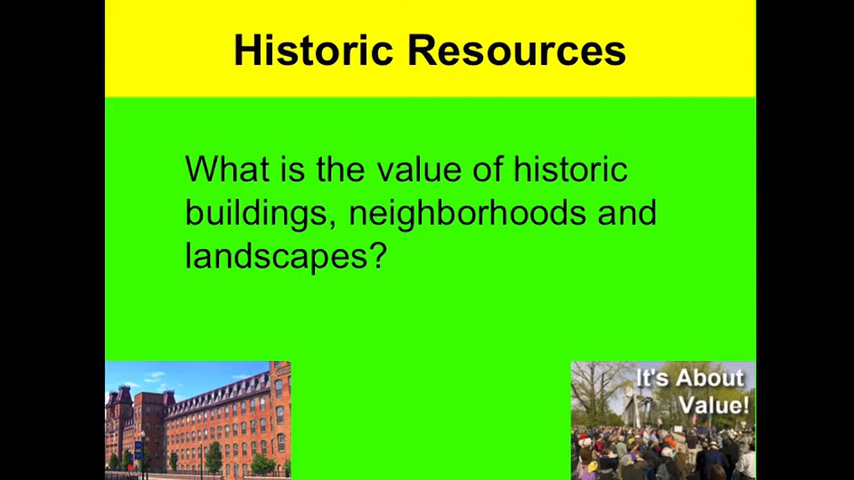 Historic Resources
What is the value of historic
buildings, neighborhoods and
landscapes?
It's About
Value!